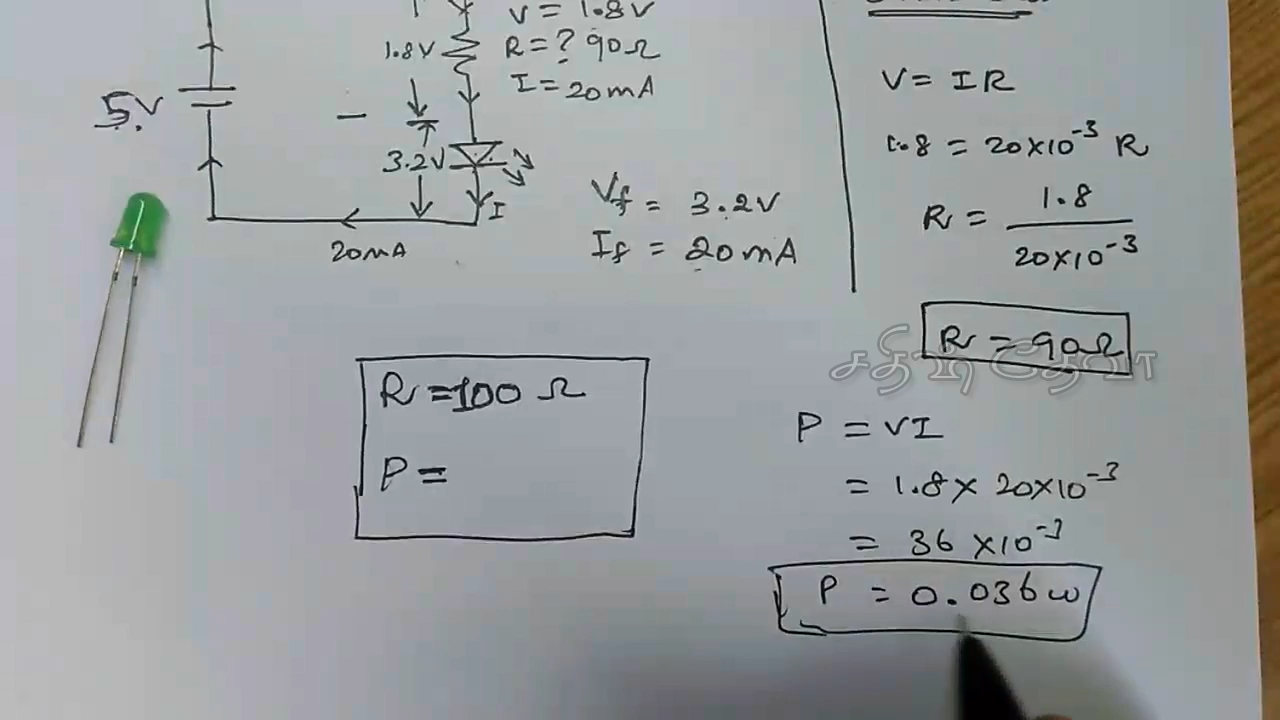 V = 1.8V
1.8V
R = ? 90Ω
I = 20mA
5V
3.2V
I
20mA
Vf = 3.2V
If = 20mA
V = IR
1.8 = 20×10⁻³ R
R = 1.8
20×10⁻³
R = 90Ω
R = 100 Ω
P =
P = VI
= 1.8 × 20×10⁻³
= 36 ×10⁻³
P = 0.036 W